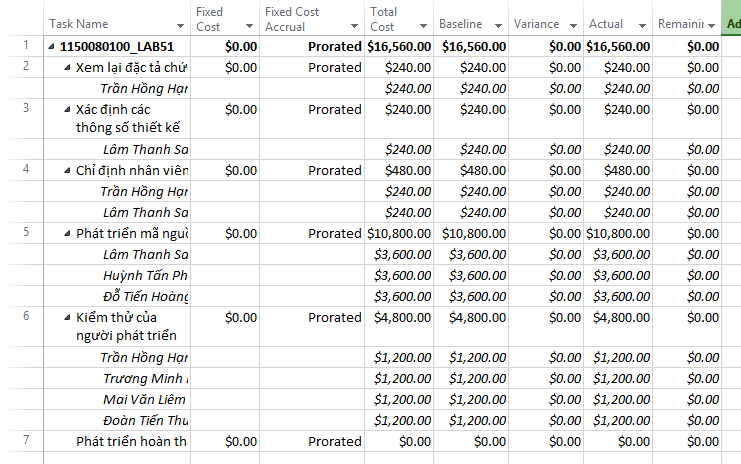 Task Name Fixed Cost Fixed Cost Accrual Total Cost Baseline Variance Actual Remainin Ad
1 1150080100_LAB51 $0.00 Prorated $16,560.00 $16,560.00 $0.00 $16,560.00 $0.00
2 Xem lại đặc tả chứ $0.00 Prorated $240.00 $240.00 $0.00 $240.00 $0.00
Trần Hồng Hạn $240.00 $240.00 $0.00 $240.00 $0.00
3 Xác định các thông số thiết kế $0.00 Prorated $240.00 $240.00 $0.00 $240.00 $0.00
Lâm Thanh Sa $240.00 $240.00 $0.00 $240.00 $0.00
4 Chỉ định nhân viên $0.00 Prorated $480.00 $480.00 $0.00 $480.00 $0.00
Trần Hồng Hạn $240.00 $240.00 $0.00 $240.00 $0.00
Lâm Thanh Sa $240.00 $240.00 $0.00 $240.00 $0.00
5 Phát triển mã nguồ $0.00 Prorated $10,800.00 $10,800.00 $0.00 $10,800.00 $0.00
Lâm Thanh Sa $3,600.00 $3,600.00 $0.00 $3,600.00 $0.00
Huỳnh Tấn Ph $3,600.00 $3,600.00 $0.00 $3,600.00 $0.00
Đỗ Tiến Hoàng $3,600.00 $3,600.00 $0.00 $3,600.00 $0.00
6 Kiểm thử của người phát triển $0.00 Prorated $4,800.00 $4,800.00 $0.00 $4,800.00 $0.00
Trần Hồng Hạn $1,200.00 $1,200.00 $0.00 $1,200.00 $0.00
Trương Minh $1,200.00 $1,200.00 $0.00 $1,200.00 $0.00
Mai Văn Liêm $1,200.00 $1,200.00 $0.00 $1,200.00 $0.00
Đoàn Tiến Thu $1,200.00 $1,200.00 $0.00 $1,200.00 $0.00
7 Phát triển hoàn th $0.00 Prorated $0.00 $0.00 $0.00 $0.00 $0.00